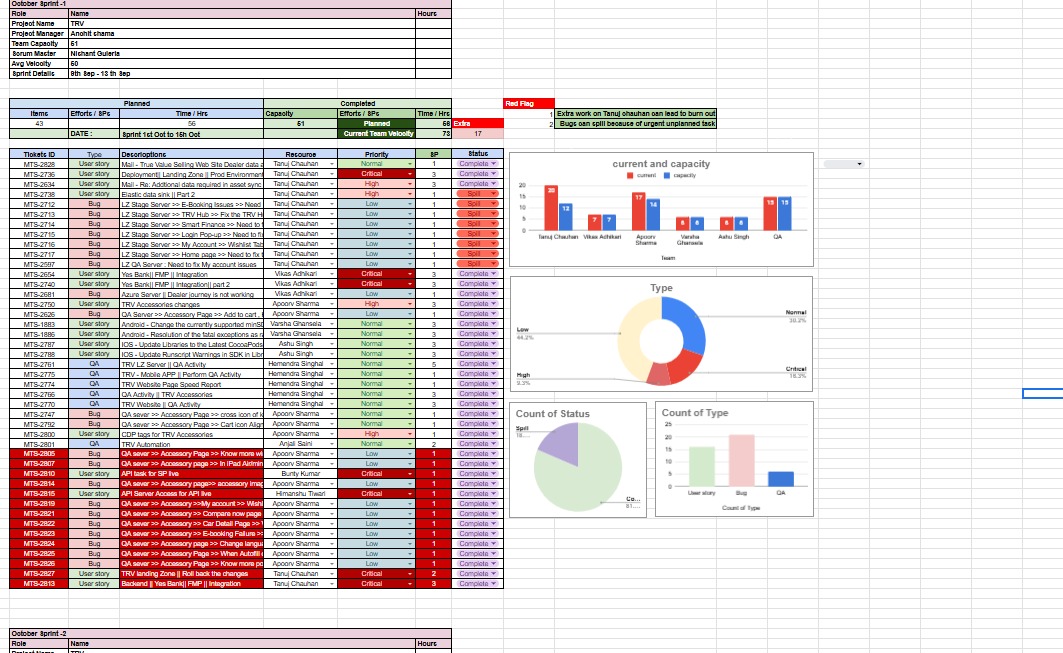 October Sprint -1
Role Name Hours
Project Name TRV
Project Manager Anchit shama
Team Capacity 51
Scrum Master Nishant Guleria
Avg Velocity 50
Sprint Details 9th Sep - 13 th Sep
Planned Completed Red Flag
Items Efforts / SPs Time / Hrs Capacity Efforts / SPs Time / Hrs 1 Extra work on Tanuj chauhan can lead to burn out
43 56 51 Planned 56 Extra 2 Bugs can spill because of urgent unplanned task
DATE : Sprint 1st Oct to 15h Oct Current Team Velocity 73 17
Tickets ID Type Descrioptions Resource Priority SP Status
MTS-2828 User story Mail - True Value Selling Web Site Dealer data a Tanuj Chauhan Normal 1 Complete
MTS-2736 User story Deployment|| Landing Zone || Prod Environment Tanuj Chauhan Critical 3 Complete
MTS-2634 User story Mail - Re: Addtional data required in asset sync Tanuj Chauhan High 3 Complete
MTS-2738 User story Elastic data sink || Part 2 Tanuj Chauhan High 1 Spill
MTS-2712 Bug LZ Stage Server >> E-Booking Issues >> Need Tanuj Chauhan Low 1 Spill
MTS-2713 Bug LZ Stage Server >> TRV Hub >> Fix the TRV H Tanuj Chauhan Low 1 Spill
MTS-2714 Bug LZ Stage Server >> Smart Finance >> Need to Tanuj Chauhan Low 1 Spill
MTS-2715 Bug LZ Stage Server >> Login Pop-up >> Need to fi Tanuj Chauhan Low 1 Spill
MTS-2716 Bug LZ Stage Server >> My Account >> Wishlist Tab Tanuj Chauhan Low 1 Spill
MTS-2717 Bug LZ Stage Server >> Home page >> Need to fix t Tanuj Chauhan Low 1 Spill
MTS-2597 Bug LZ QA Server : Need to fix My account issues Tanuj Chauhan Low 1 Spill
MTS-2654 User story Yes Bank|| FMP || Integration Vikas Adhikari Critical 3 Complete
MTS-2740 User story Yes Bank|| FMP || Integration|| part 2 Vikas Adhikari Critical 3 Complete
MTS-2681 Bug Azure Server || Dealer journey is not working Vikas Adhikari Low 1 Complete
MTS-2750 User story TRV Accessories changes Apoorv Sharma High 3 Complete
MTS-2626 Bug QA Server >> Accessory Page >> Add to cart , Apoorv Sharma Low 1 Complete
MTS-1883 User story Android - Change the currently supported minSD Varsha Ghansela Normal 3 Complete
MTS-1886 User story Android - Resolution of the fatal exceptions as r Varsha Ghansela Normal 3 Complete
MTS-2787 User story IOS - Update Libraries to the Latest CocoaPods Ashu Singh Normal 3 Complete
MTS-2788 User story IOS - Update Runscript Warnings in SDK in Libr Ashu Singh Normal 3 Complete
MTS-2761 QA TRV LZ Server || QA Activity Hemendra Singhal Normal 5 Complete
MTS-2775 QA TRV - Mobile APP || Perform QA Activity Hemendra Singhal Normal 1 Complete
MTS-2774 QA TRV Website Page Speed Report Hemendra Singhal Normal 1 Complete
MTS-2766 QA QA Activity || TRV Accessories Hemendra Singhal Normal 3 Complete
MTS-2770 QA TRV Website || QA Activity Hemendra Singhal Normal 3 Complete
MTS-2747 Bug QA sever >> Accessory Page >> cross icon of k Apoorv Sharma Normal 1 Complete
MTS-2792 Bug QA sever >> Accessory Page >> Cart icon Align Apoorv Sharma Normal 1 Complete
MTS-2800 User story CDP tags for TRV Accessories Apoorv Sharma High 1 Complete
MTS-2801 QA TRV Automation Anjali Saini Normal 2 Complete
MTS-2805 Bug QA sever >> Accessory Page >> Know more wi Apoorv Sharma Low 1 Complete
MTS-2807 Bug QA sever >> Accessory page >> In iPad Air/min Apoorv Sharma Low 1 Complete
MTS-2810 User story API task for SP live Bunty Kumar Critical 3 Complete
MTS-2814 Bug QA sever >> Accessory page>> accessory imag Apoorv Sharma Low 1 Complete
MTS-2815 User story API Server Access for API live Himanshu Tiwari Critical 1 Complete
MTS-2819 Bug QA sever >> Accessory >>My account >> Wishl Apoorv Sharma Low 1 Complete
MTS-2821 Bug QA sever >> Accessory >> Compare now page Apoorv Sharma Low 1 Complete
MTS-2822 Bug QA sever >> Accessory >> Car Detail Page >> Apoorv Sharma Low 1 Complete
MTS-2823 Bug QA sever >> Accessory >> E-booking Failure >> Apoorv Sharma Low 1 Complete
MTS-2824 Bug QA sever >> Accessory page >> Change langua Apoorv Sharma Low 1 Complete
MTS-2825 Bug QA sever >> Accessory Page >> When Autofill Apoorv Sharma Low 1 Complete
MTS-2826 Bug QA sever >> Accessory Page >> Know more po Apoorv Sharma Low 1 Complete
MTS-2827 User story TRV landing Zone || Roll back the changes Tanuj Chauhan Critical 2 Complete
MTS-2813 User story Backend || Yes Bank|| FMP || Integration Tanuj Chauhan Critical 3 Complete
current and capacity
current capacity
20
15
10
5
0
20 12 7 7 17 14 6 6 6 6 15 15
Tanuj Chauhan Vikas Adhikari Apoorv Sharma Varsha Ghansela Ashu Singh QA
Team
Type
Normal
30.2%
Low
44.2%
High
9.3%
Critical
16.3%
Count of Status
Spill
Co...
Count of Type
25
20
15
10
5
0
User story Bug QA
Count of Type
October Sprint -2
Role Name Hours